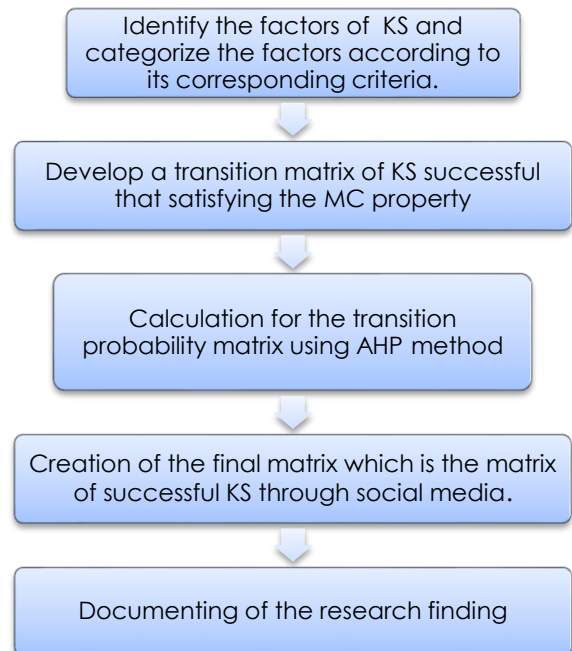 Identify the factors of KS and
categorize the factors according to
its corresponding criteria.
Develop a transition matrix of KS successful
that satisfying the MC property
Calculation for the transition
probability matrix using AHP method
Creation of the final matrix which is the matrix
of successful KS through social media.
Documenting of the research finding